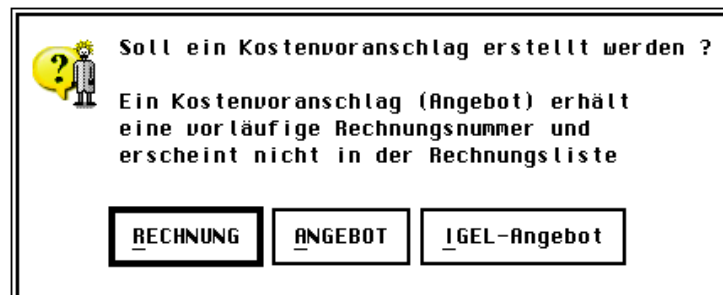 Soll ein Kostenvoranschlag erstellt werden ?
Ein Kostenvoranschlag (Angebot) erhält
eine vorläufige Rechnungsnummer und
erscheint nicht in der Rechnungsliste
RECHNUNG ANGEBOT IGEL-Angebot